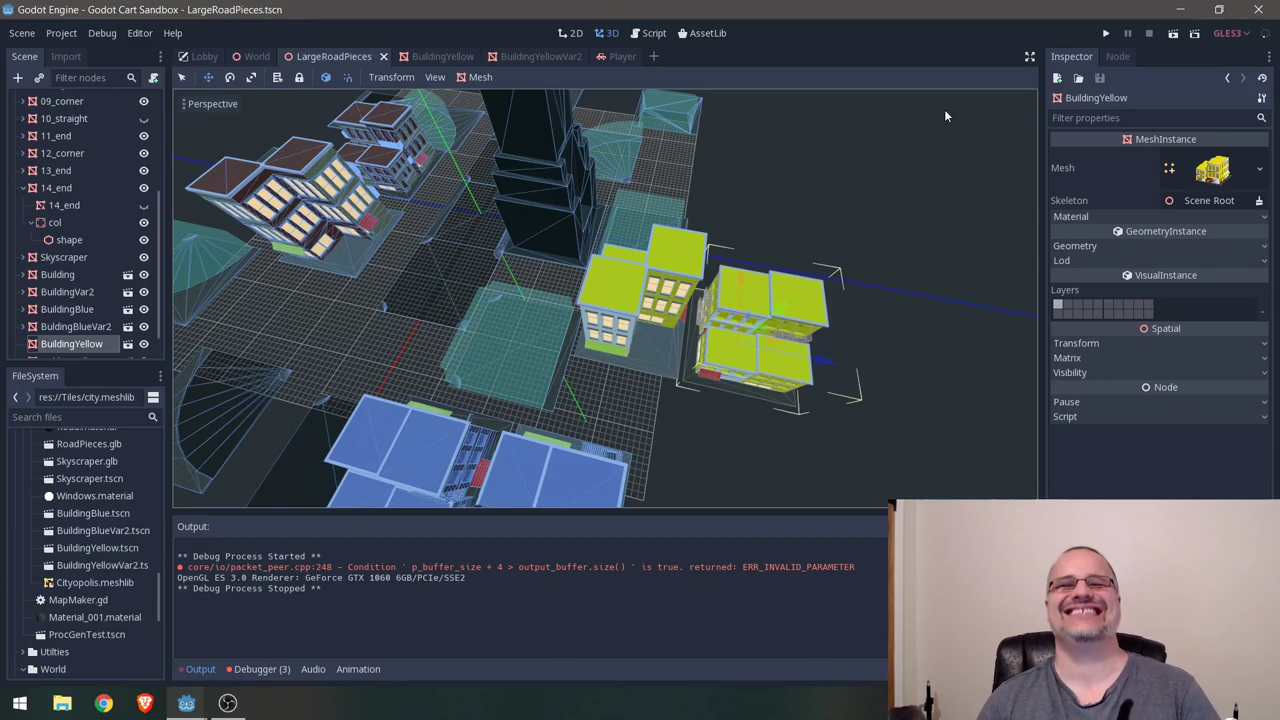 Godot Engine - Godot Cart Sandbox - LargeRoadPieces.tscn
Scene Project Debug Editor Help
2D 3D Script AssetLib
GLES3
Scene Import
Filter nodes
09_corner
10_straight
11_end
12_corner
13_end
14_end
14_end
col
shape
Skyscraper
Building
BuildingVar2
BuildingBlue
BuildingBlueVar2
BuildingYellow
FileSystem
res://Tiles/city.meshlib
Search files
RoadPieces.glb
Skyscraper.glb
Skyscraper.tscn
Windows.material
BuildingBlue.tscn
BuildingBlueVar2.tscn
BuildingYellow.tscn
BuildingYellowVar2.ts
Cityopolis.meshlib
MapMaker.gd
Material_001.material
ProcGenTest.tscn
Utilties
World
Lobby World LargeRoadPieces BuildingYellow BuildingYellowVar2 Player
Transform View Mesh
Perspective
Output:
** Debug Process Started **
core/io/packet_peer.cpp:248 - Condition ' p_buffer_size + 4 > output_buffer.size() ' is true. returned: ERR_INVALID_PARAMETER
OpenGL ES 3.0 Renderer: GeForce GTX 1060 6GB/PCIe/SSE2
** Debug Process Stopped **
Output Debugger (3) Audio Animation
Inspector Node
BuildingYellow
Filter properties
MeshInstance
Mesh
Skeleton Scene Root
Material
GeometryInstance
Geometry
Lod
VisualInstance
Layers
Spatial
Transform
Matrix
Visibility
Node
Pause
Script